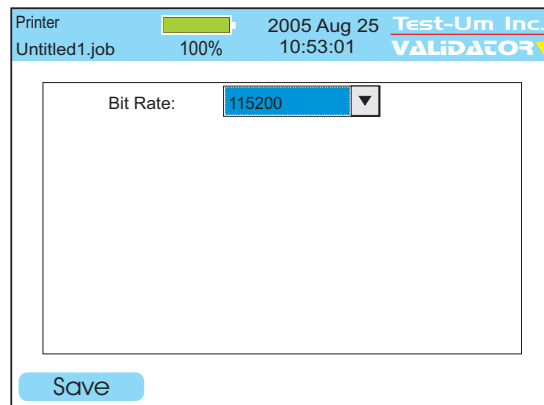 Printer
Untitled1.job
100%
2005 Aug 25
10:53:01
Test-Um Inc.
VALIDATOR
Bit Rate:
115200
Save